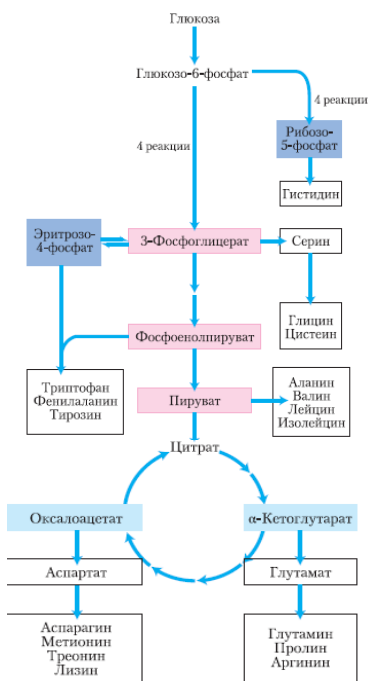 Глюкоза
Глюкозо-6-фосфат
4 реакции
4 реакции
Рибозо-
5-фосфат
Гистидин
Эритрозо-
4-фосфат
3-Фосфоглицерат
Серин
Глицин
Цистеин
Фосфоенолпируват
Триптофан
Фенилаланин
Тирозин
Пируват
Аланин
Валин
Лейцин
Изолейцин
Цитрат
Оксалоацетат
α-Кетоглутарат
Аспартат
Глутамат
Аспарагин
Метионин
Треонин
Лизин
Глутамин
Пролин
Аргинин